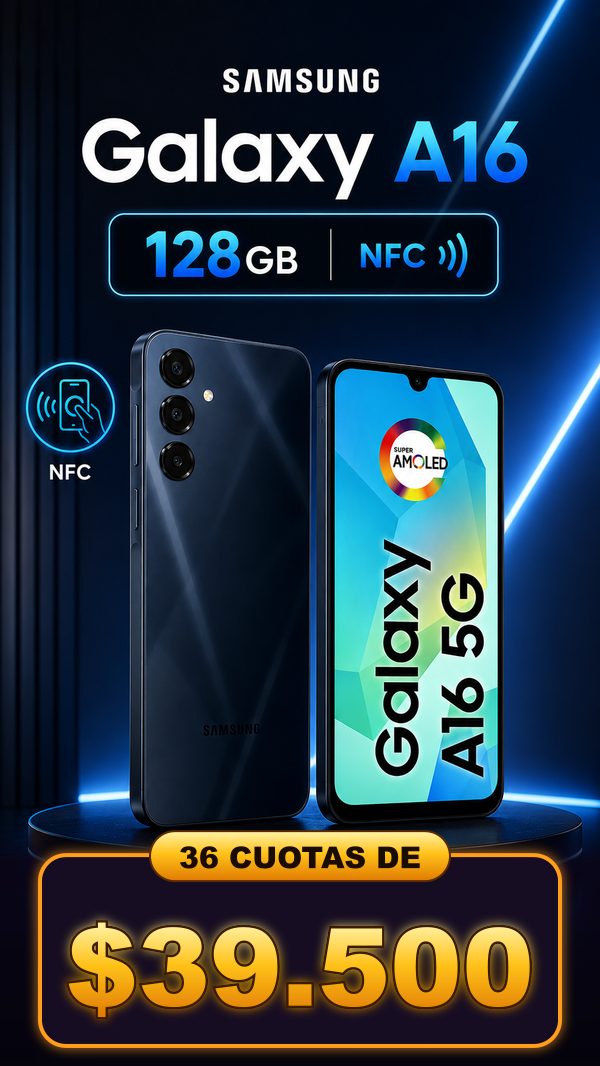 SAMSUNG
Galaxy A16
128GB
NFC
NFC
SUPER
AMOLED
Galaxy
A16 5G
SAMSUNG
36 CUOTAS DE
$39.500